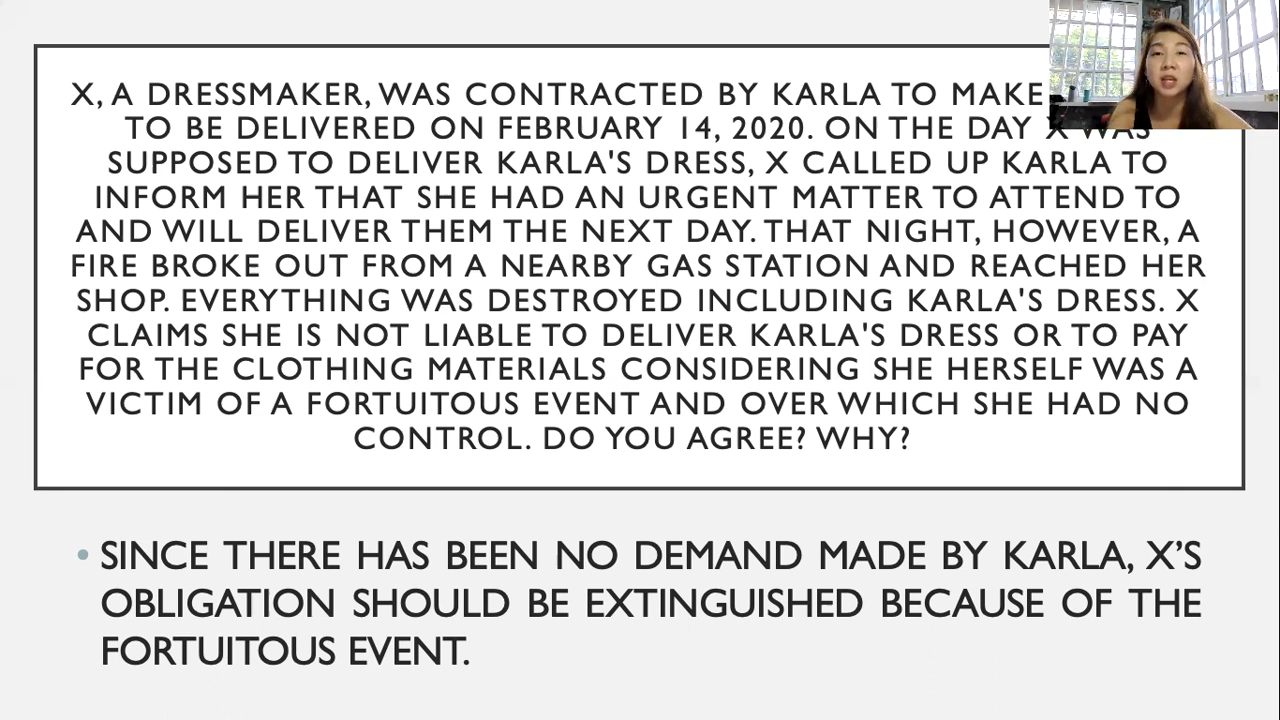 X, A DRESSMAKER, WAS CONTRACTED BY KARLA TO MAKE
TO BE DELIVERED ON FEBRUARY 14, 2020. ON THE DAY X WAS
SUPPOSED TO DELIVER KARLA'S DRESS, X CALLED UP KARLA TO
INFORM HER THAT SHE HAD AN URGENT MATTER TO ATTEND TO
AND WILL DELIVER THEM THE NEXT DAY. THAT NIGHT, HOWEVER, A
FIRE BROKE OUT FROM A NEARBY GAS STATION AND REACHED HER
SHOP. EVERYTHING WAS DESTROYED INCLUDING KARLA'S DRESS. X
CLAIMS SHE IS NOT LIABLE TO DELIVER KARLA'S DRESS OR TO PAY
FOR THE CLOTHING MATERIALS CONSIDERING SHE HERSELF WAS A
VICTIM OF A FORTUITOUS EVENT AND OVER WHICH SHE HAD NO
CONTROL. DO YOU AGREE? WHY?
• SINCE THERE HAS BEEN NO DEMAND MADE BY KARLA, X’S
OBLIGATION SHOULD BE EXTINGUISHED BECAUSE OF THE
FORTUITOUS EVENT.